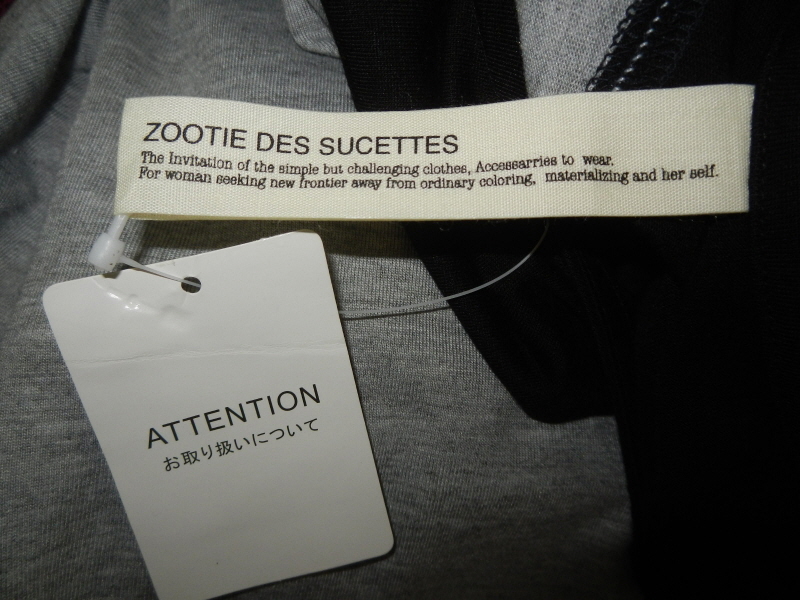 ZOOTIE DES SUCETTES
The Invitation of the simple but challenging clothes, Accessarries to wear.
For woman seeking new frontier away from ordinary coloring, materializing and her self.
ATTENTION
お取り扱いについて